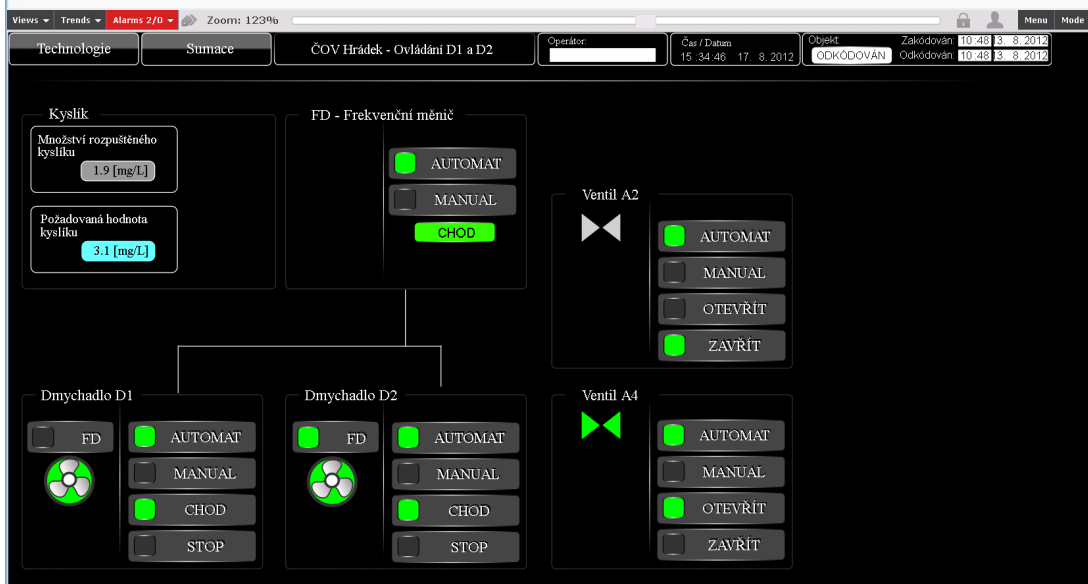 Views Trends Alarms 2/0 Zoom: 123% Menu Mode
Technologie Sumace ČOV Hrádek - Ovládání D1 a D2
Operátor:
Čas / Datum
15 :34:46 17. 8.2012
Objekt
ODKÓDOVÁN
Zakódován: 10:48 13. 8.2012
Odkódován: 10:48 13. 8.2012
Kyslík
Množství rozpuštěného
kyslíku
1.9 [mg/L]
Požadovaná hodnota
kyslíku
3.1 [mg/L]
FD - Frekvenční měnič
AUTOMAT
MANUAL
CHOD
Ventil A2
AUTOMAT
MANUAL
OTEVŘÍT
ZAVŘÍT
Dmychadlo D1
FD
AUTOMAT
MANUAL
CHOD
STOP
Dmychadlo D2
FD
AUTOMAT
MANUAL
CHOD
STOP
Ventil A4
AUTOMAT
MANUAL
OTEVŘÍT
ZAVŘÍT